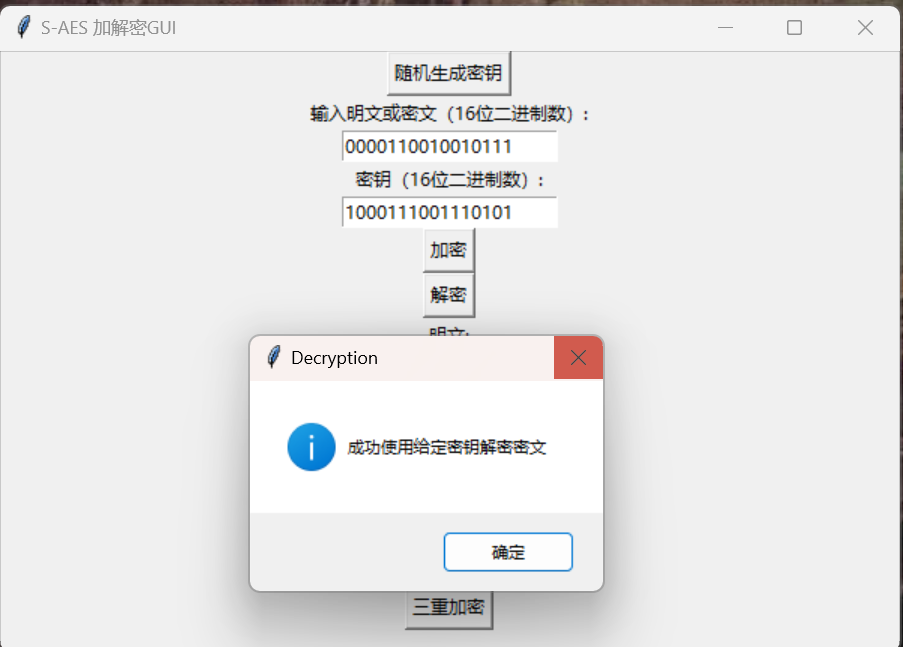 S-AES 加解密GUI
随机生成密钥
输入明文或密文（16位二进制数）:
0000110010010111
密钥（16位二进制数）:
1000111001110101
加密
解密
明文:
Decryption
成功使用给定密钥解密密文
确定
三重加密